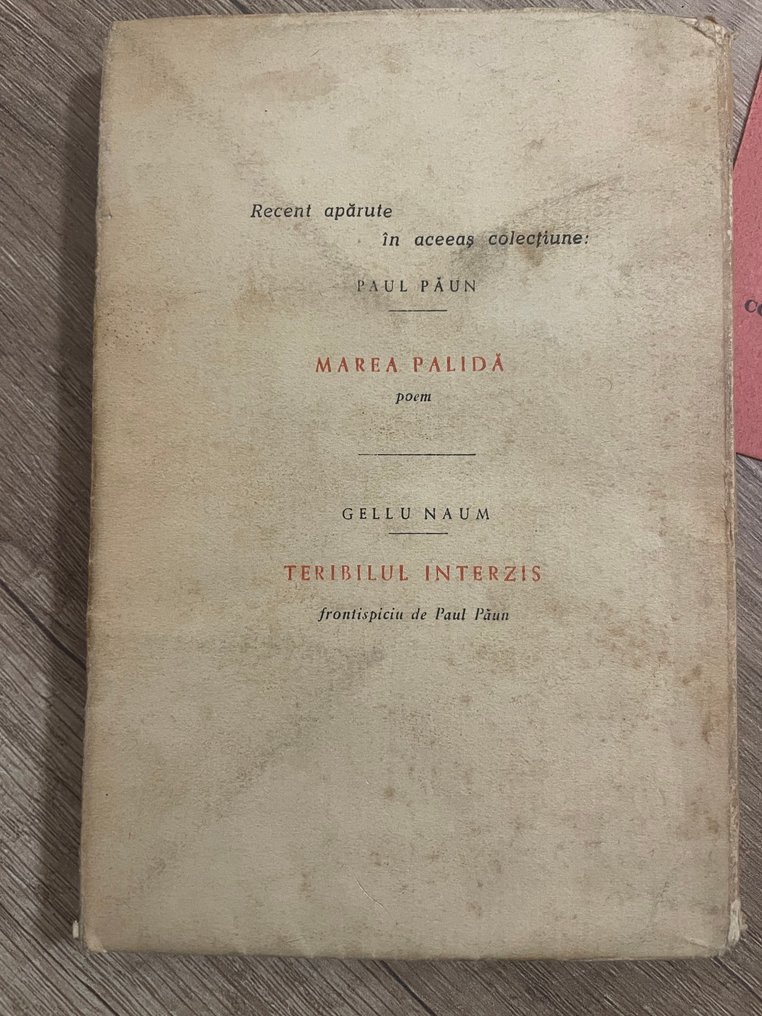 Recent apărute
în aceeaș colecțiune:
PAUL PĂUN
MAREA PALIDĂ
poem
GELLU NAUM
TERIBILUL INTERZIS
frontispiciu de Paul Păun